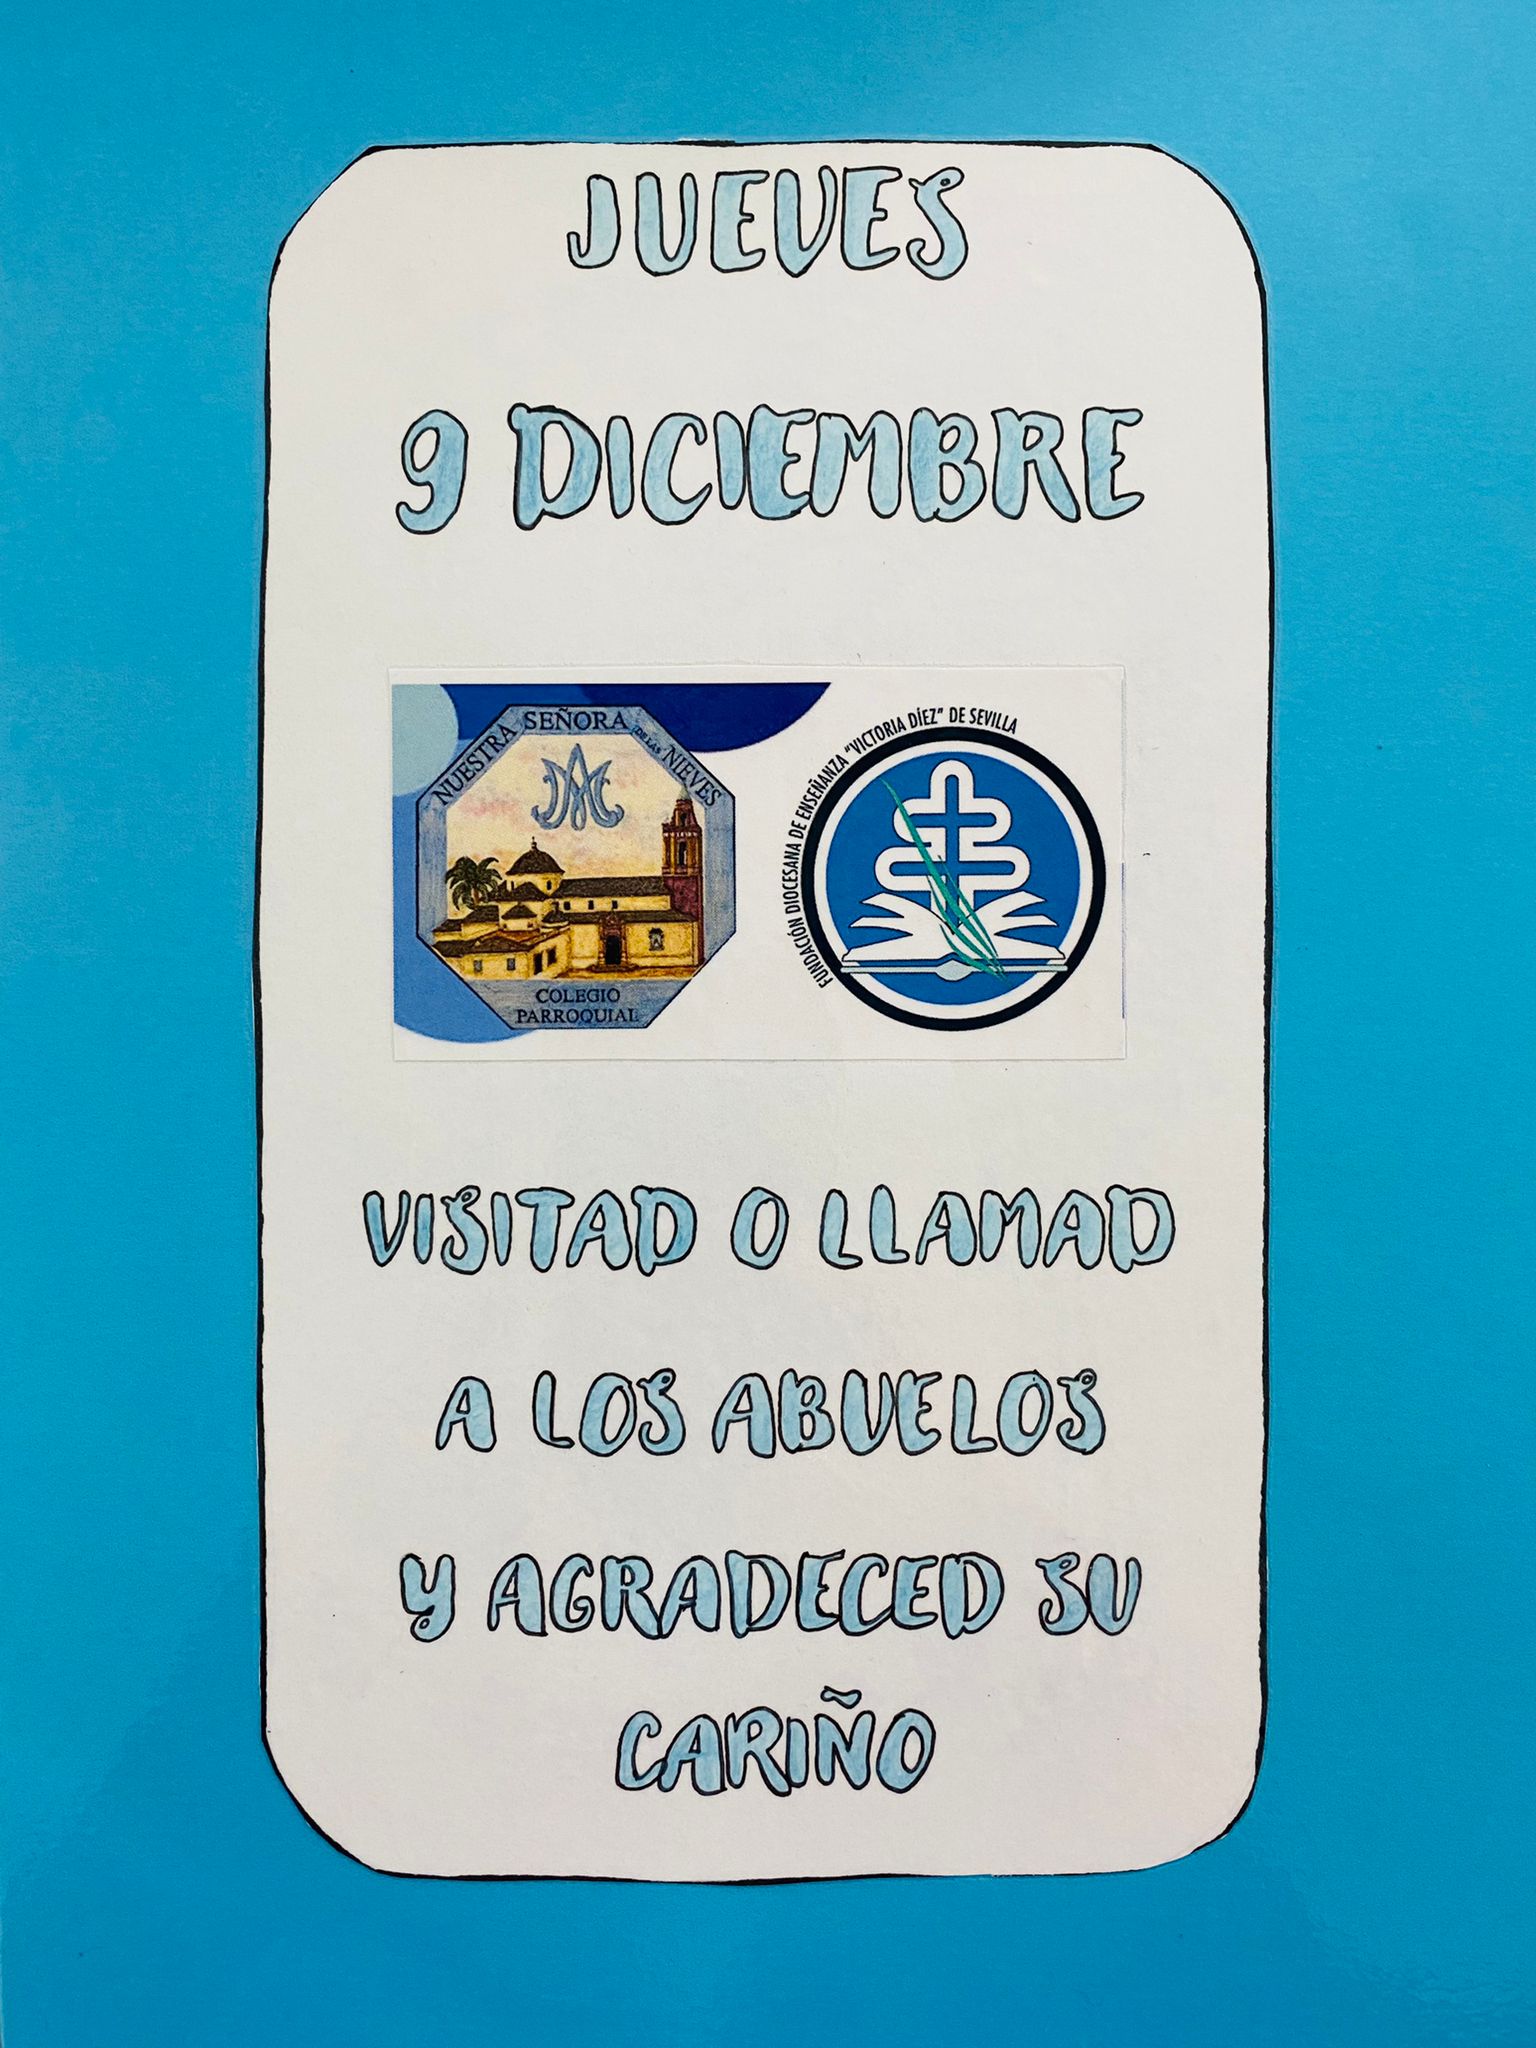 JUEVES
9 DICIEMBRE
NUESTRA SEÑORA DE LAS NIEVES
COLEGIO
PARROQUIAL
FUNDACIÓN DIOCESANA DE ENSEÑANZA "VICTORIA DÍEZ" DE SEVILLA
VISITAD O LLAMAD
A LOS ABUELOS
Y AGRADECED SU
CARIÑO